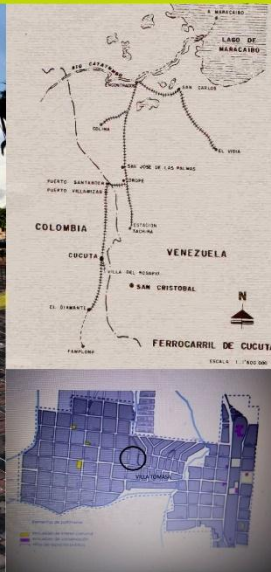 A MARACAIBO
LAGO DE
MARACAIBO
RIO CATATUMBO
ENCONTRADOS
SAN CARLOS
COLINA
EL VIGIA
SAN JOSE DE LAS PALMAS
PUERTO SANTANDER
OROPE
PUERTO VILLAMIZAR
ESTACION
TACHIRA
COLOMBIA
VENEZUELA
CUCUTA
VILLA DEL ROSARIO
SAN CRISTOBAL
EL DIAMANTE
N
PAMPLONA
FERROCARRIL DE CUCUTA
VILLA TOMASA